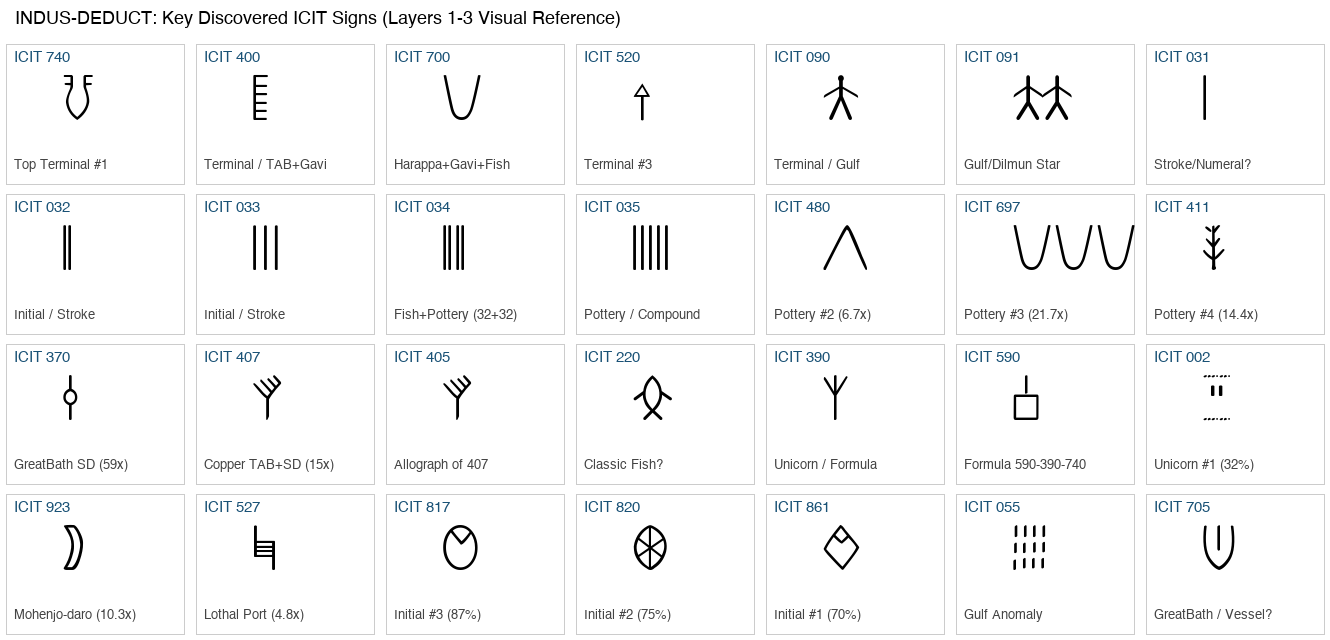 INDUS-DEDUCT: Key Discovered ICIT Signs (Layers 1-3 Visual Reference)
ICIT 740
ICIT 400
ICIT 700
ICIT 520
ICIT 090
ICIT 091
ICIT 031
Top Terminal #1
Terminal / TAB+Gavi
Harappa+Gavi+Fish
Terminal #3
Terminal / Gulf
Gulf/Dilmun Star
Stroke/Numeral?
ICIT 032
ICIT 033
ICIT 034
ICIT 035
ICIT 480
ICIT 697
ICIT 411
Initial / Stroke
Initial / Stroke
Fish+Pottery (32+32)
Pottery / Compound
Pottery #2 (6.7x)
Pottery #3 (21.7x)
Pottery #4 (14.4x)
ICIT 370
ICIT 407
ICIT 405
ICIT 220
ICIT 390
ICIT 590
ICIT 002
GreatBath SD (59x)
Copper TAB+SD (15x)
Allograph of 407
Classic Fish?
Unicorn / Formula
Formula 590-390-740
Unicorn #1 (32%)
ICIT 923
ICIT 527
ICIT 817
ICIT 820
ICIT 861
ICIT 055
ICIT 705
Mohenjo-daro (10.3x)
Lothal Port (4.8x)
Initial #3 (87%)
Initial #2 (75%)
Initial #1 (70%)
Gulf Anomaly
GreatBath / Vessel?